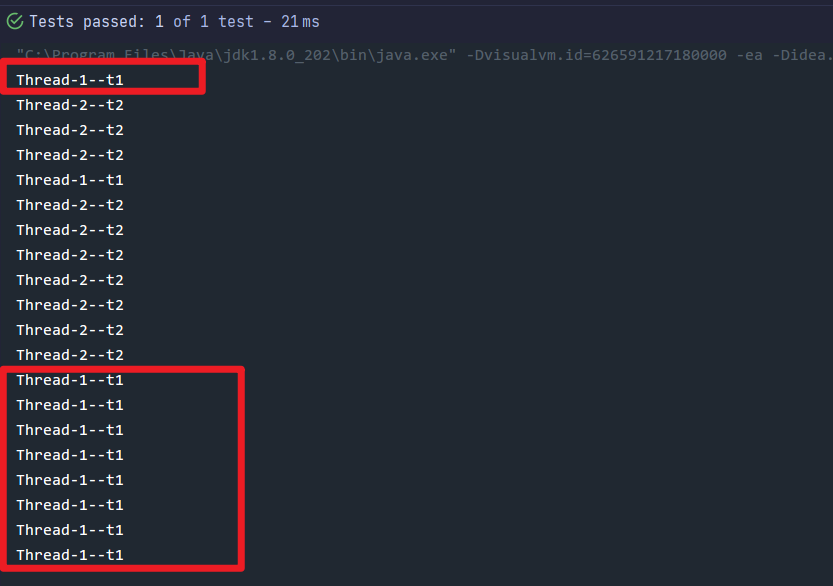 Tests passed: 1 of 1 test – 21 ms
"C:\Program Files\Java\jdk1.8.0_202\bin\java.exe" -Dvisualvm.id=626591217180000 -ea -Didea.
Thread-1--t1
Thread-2--t2
Thread-2--t2
Thread-2--t2
Thread-1--t1
Thread-2--t2
Thread-2--t2
Thread-2--t2
Thread-2--t2
Thread-2--t2
Thread-2--t2
Thread-2--t2
Thread-1--t1
Thread-1--t1
Thread-1--t1
Thread-1--t1
Thread-1--t1
Thread-1--t1
Thread-1--t1
Thread-1--t1